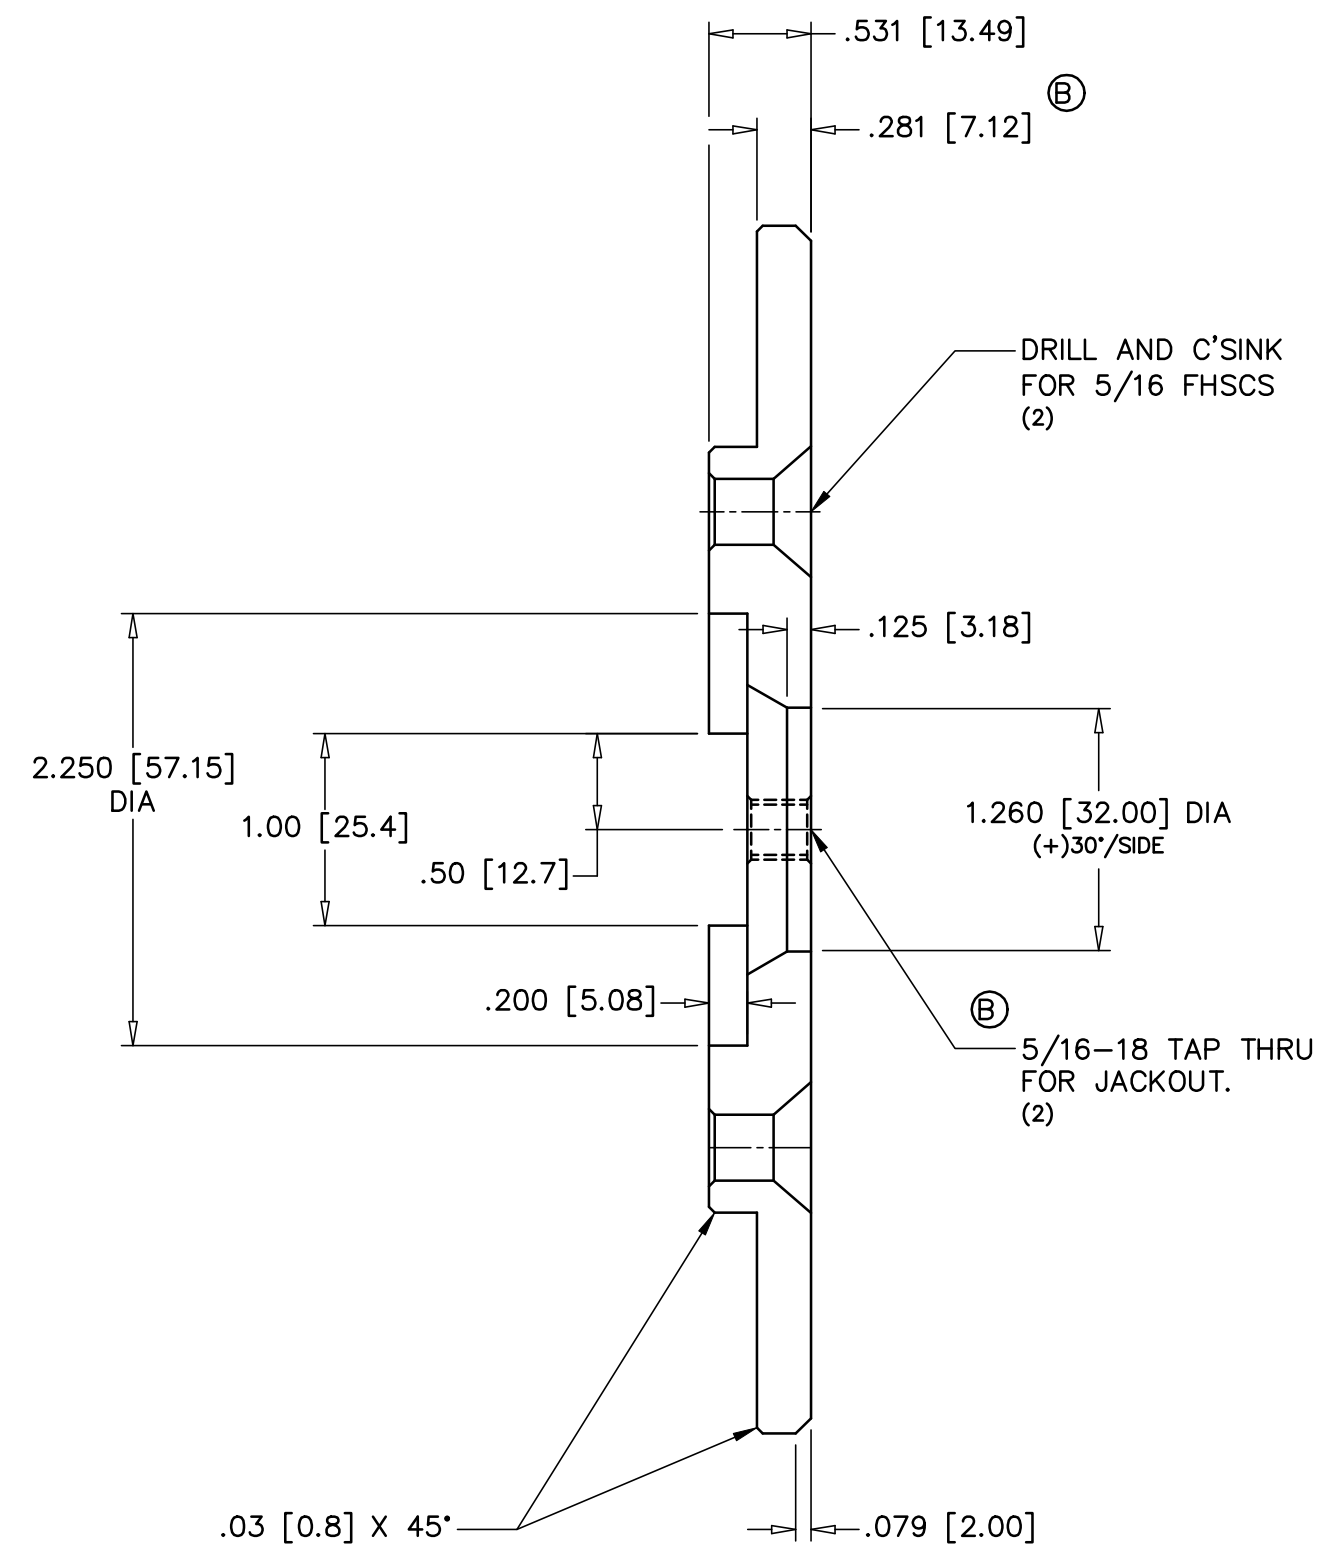 .531 [13.49]
B
.281 [7.12]
DRILL AND C'SINK
FOR 5/16 FHSCS
(2)
.125 [3.18]
2.250 [57.15]
DIA
1.00 [25.4]
.50 [12.7]
1.260 [32.00] DIA
(+)30°/SIDE
.200 [5.08]
B
5/16-18 TAP THRU
FOR JACKOUT.
(2)
.03 [0.8] X 45°
.079 [2.00]